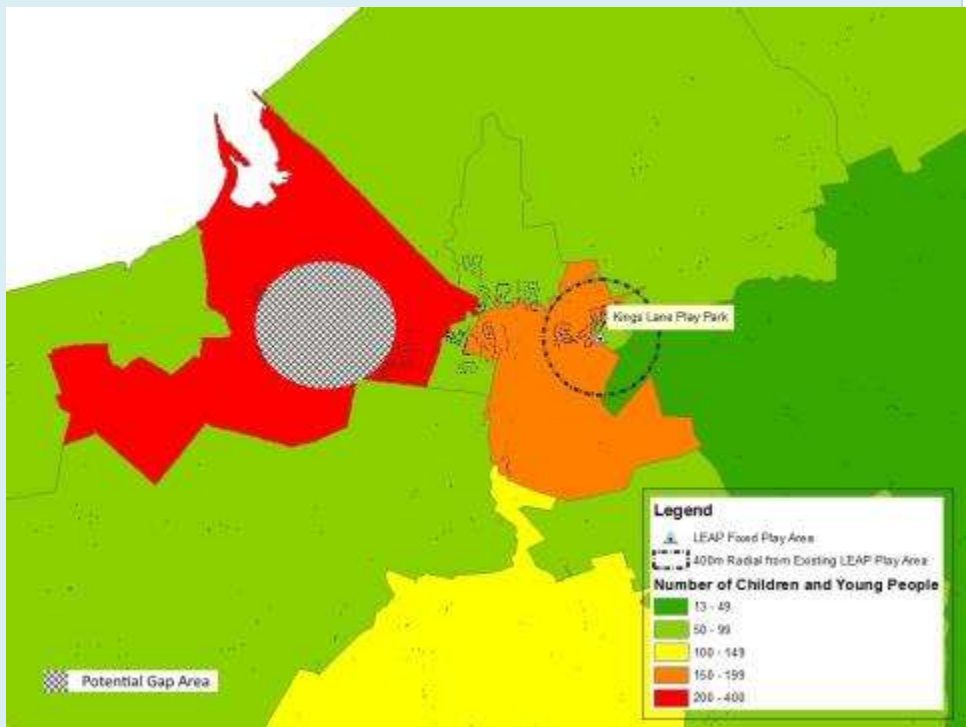 Kings Lane Play Park
Legend
LEAP Fixed Play Area
400m Radial from Existing LEAP Play Area
Number of Children and Young People
13 - 49
50 - 99
100 - 149
150 - 199
200 - 400
Potential Gap Area